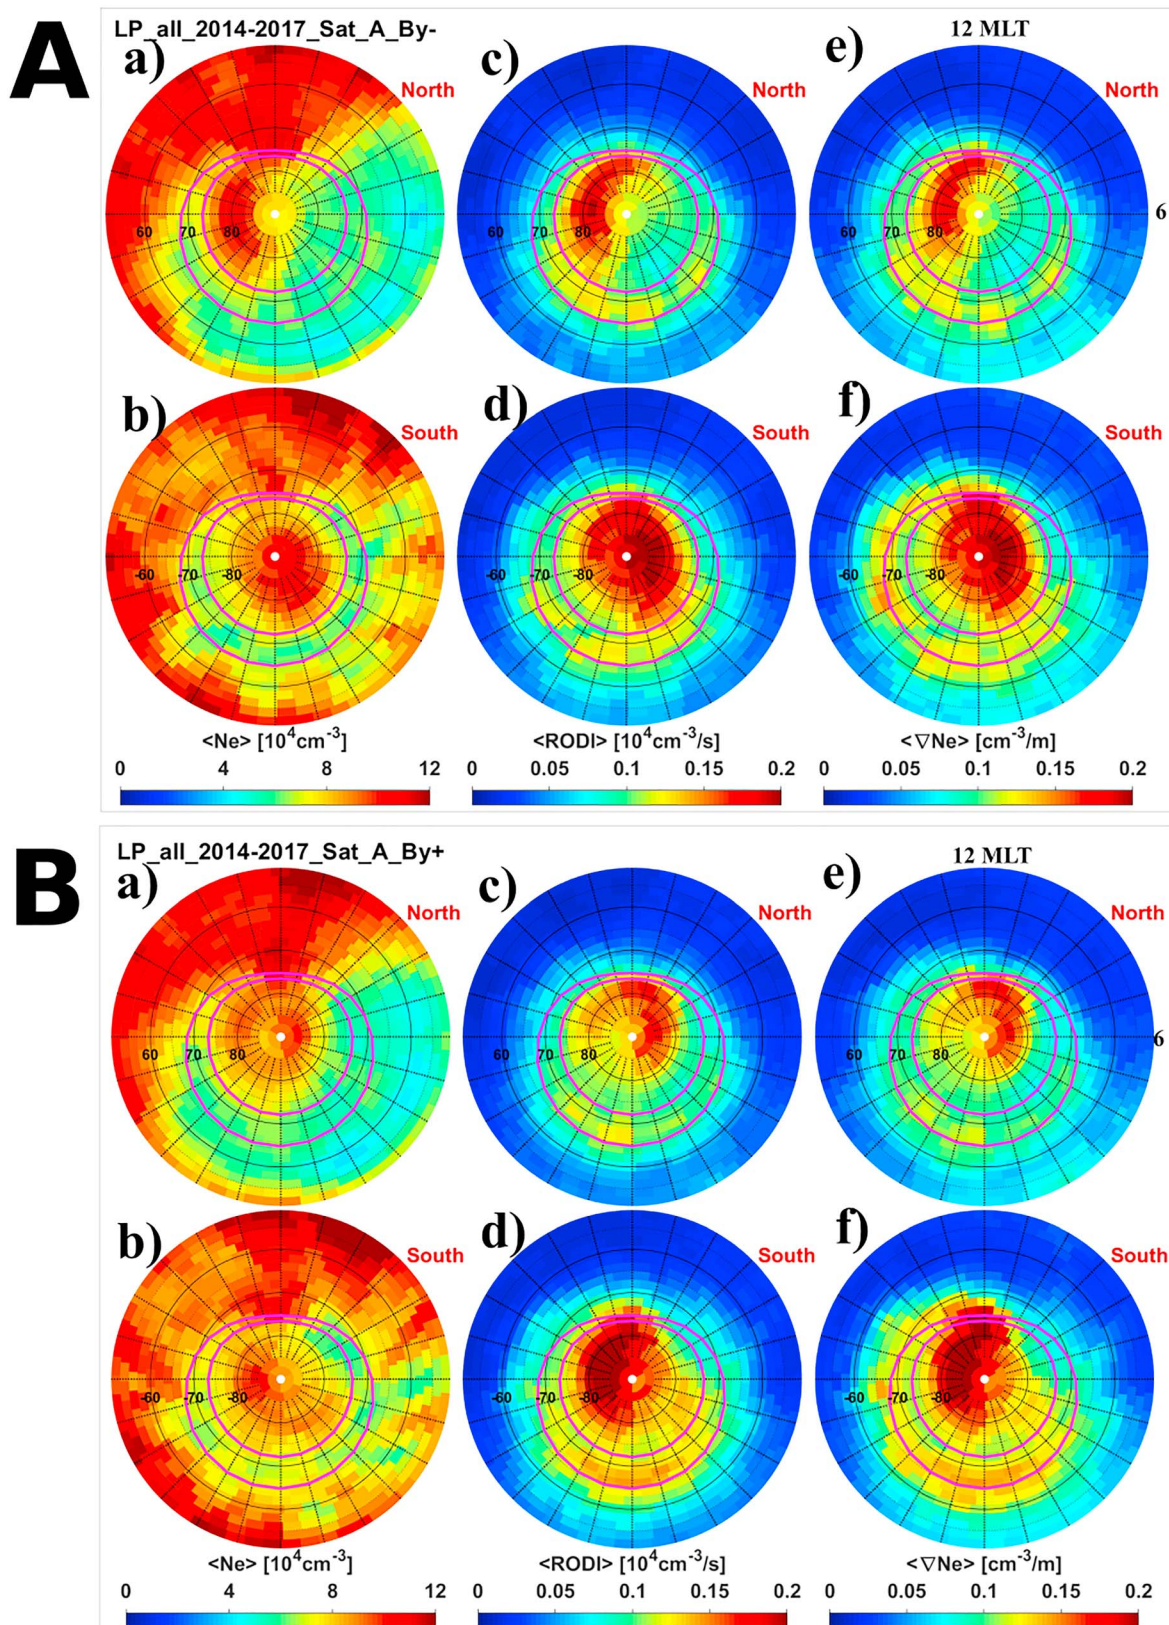 A
LP_all_2014-2017_Sat_A_By-
12 MLT
a)
c)
e)
North
North
North
60 70 80
60 70 80
60 70 80
6
b)
d)
f)
South
South
South
-60 -70 -80
-60 -70 -80
-60 -70 -80
<Ne> [10⁴cm⁻³]
<RODI> [10⁴cm⁻³/s]
<∇Ne> [cm⁻³/m]
0 4 8 12
0 0.05 0.1 0.15 0.2
0 0.05 0.1 0.15 0.2
B
LP_all_2014-2017_Sat_A_By+
12 MLT
a)
c)
e)
North
North
North
60 70 80
60 70 80
60 70 80
6
b)
d)
f)
South
South
South
-60 -70 -80
-60 -70 -80
-60 -70 -80
<Ne> [10⁴cm⁻³]
<RODI> [10⁴cm⁻³/s]
<∇Ne> [cm⁻³/m]
0 4 8 12
0 0.05 0.1 0.15 0.2
0 0.05 0.1 0.15 0.2